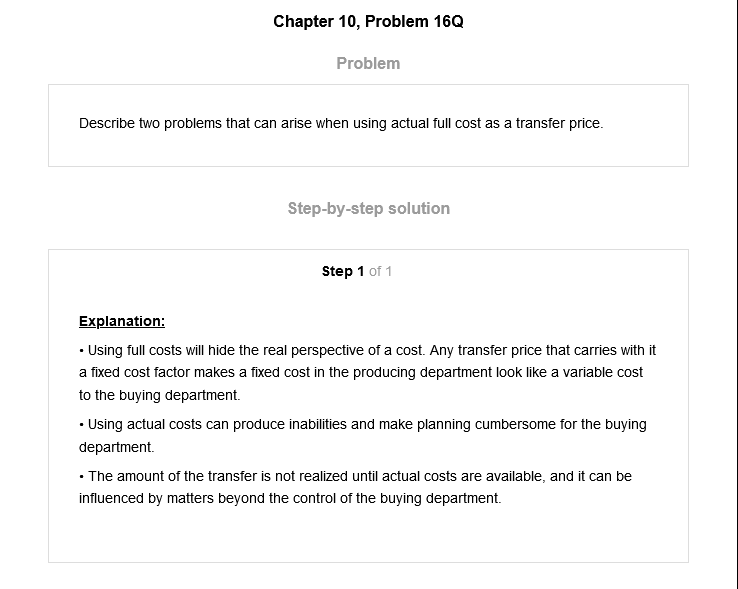 Chapter 10, Problem 16Q
Problem
Describe two problems that can arise when using actual full cost as a transfer price.
Step-by-step solution
Step 1 of 1
Explanation:
• Using full costs will hide the real perspective of a cost. Any transfer price that carries with it
a fixed cost factor makes a fixed cost in the producing department look like a variable cost
to the buying department.
• Using actual costs can produce inabilities and make planning cumbersome for the buying
department.
• The amount of the transfer is not realized until actual costs are available, and it can be
influenced by matters beyond the control of the buying department.